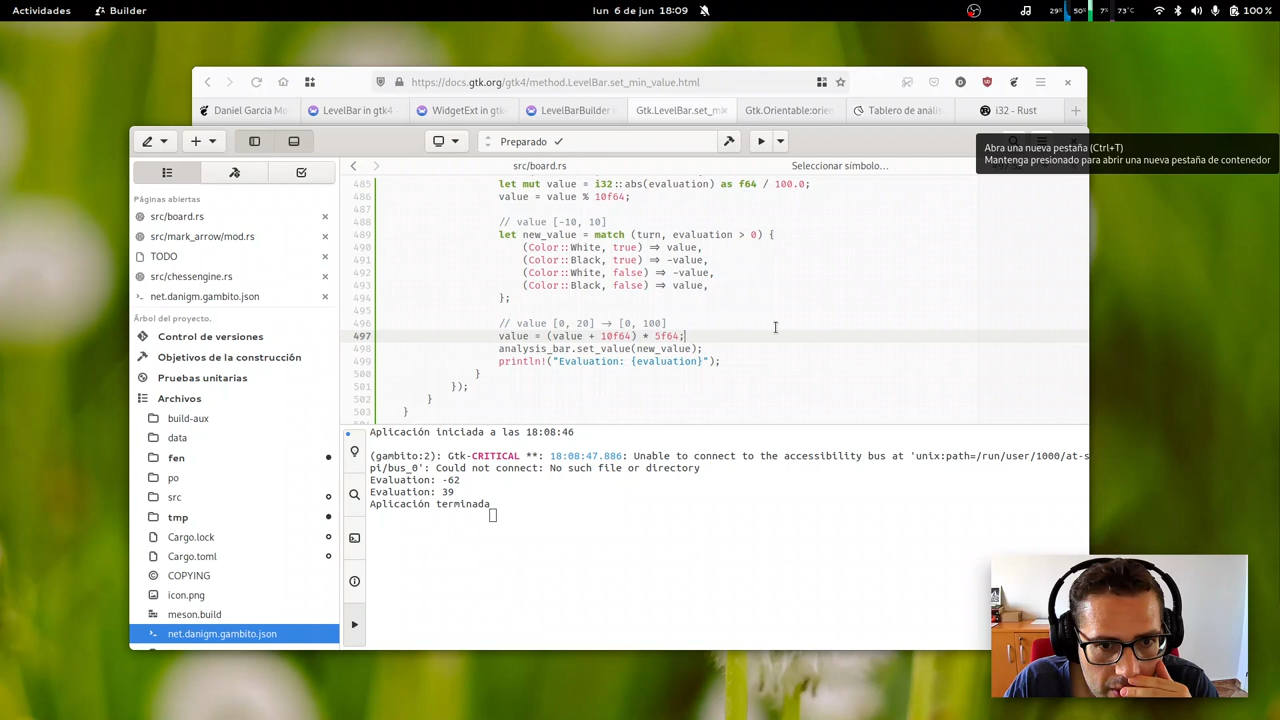 Actividades Builder lun 6 de jun 18:09 29% 50% 7% 73°C 100 %
https://docs.gtk.org/gtk4/method.LevelBar.set_min_value.html
Daniel Garcia Mo LevelBar in gtk4 WidgetExt in gtk LevelBarBuilder i Gtk.LevelBar.set_m Gtk.Orientable:orien Tablero de anális i32 - Rust
Abra una nueva pestaña (Ctrl+T)
Mantenga presionado para abrir una nueva pestaña de contenedor
Preparado
src/board.rs Seleccionar símbolo…
Páginas abiertas
src/board.rs
src/mark_arrow/mod.rs
TODO
src/chessengine.rs
net.danigm.gambito.json
Árbol del proyecto.
Control de versiones
Objetivos de la construcción
Pruebas unitarias
Archivos
build-aux
data
fen
po
src
tmp
Cargo.lock
Cargo.toml
COPYING
icon.png
meson.build
net.danigm.gambito.json
485 let mut value = i32::abs(evaluation) as f64 / 100.0;
486 value = value % 10f64;
487
488 // value [-10, 10]
489 let new_value = match (turn, evaluation > 0) {
490 (Color::White, true) => value,
491 (Color::Black, true) => -value,
492 (Color::White, false) => -value,
493 (Color::Black, false) => value,
494 };
495
496 // value [0, 20] -> [0, 100]
497 value = (value + 10f64) * 5f64;
498 analysis_bar.set_value(new_value);
499 println!("Evaluation: {evaluation}");
500 }
501 });
502 }
503 }
Aplicación iniciada a las 18:08:46
(gambito:2): Gtk-CRITICAL **: 18:08:47.886: Unable to connect to the accessibility bus at 'unix:path=/run/user/1000/at-s
pi/bus_0': Could not connect: No such file or directory
Evaluation: -62
Evaluation: 39
Aplicación terminada